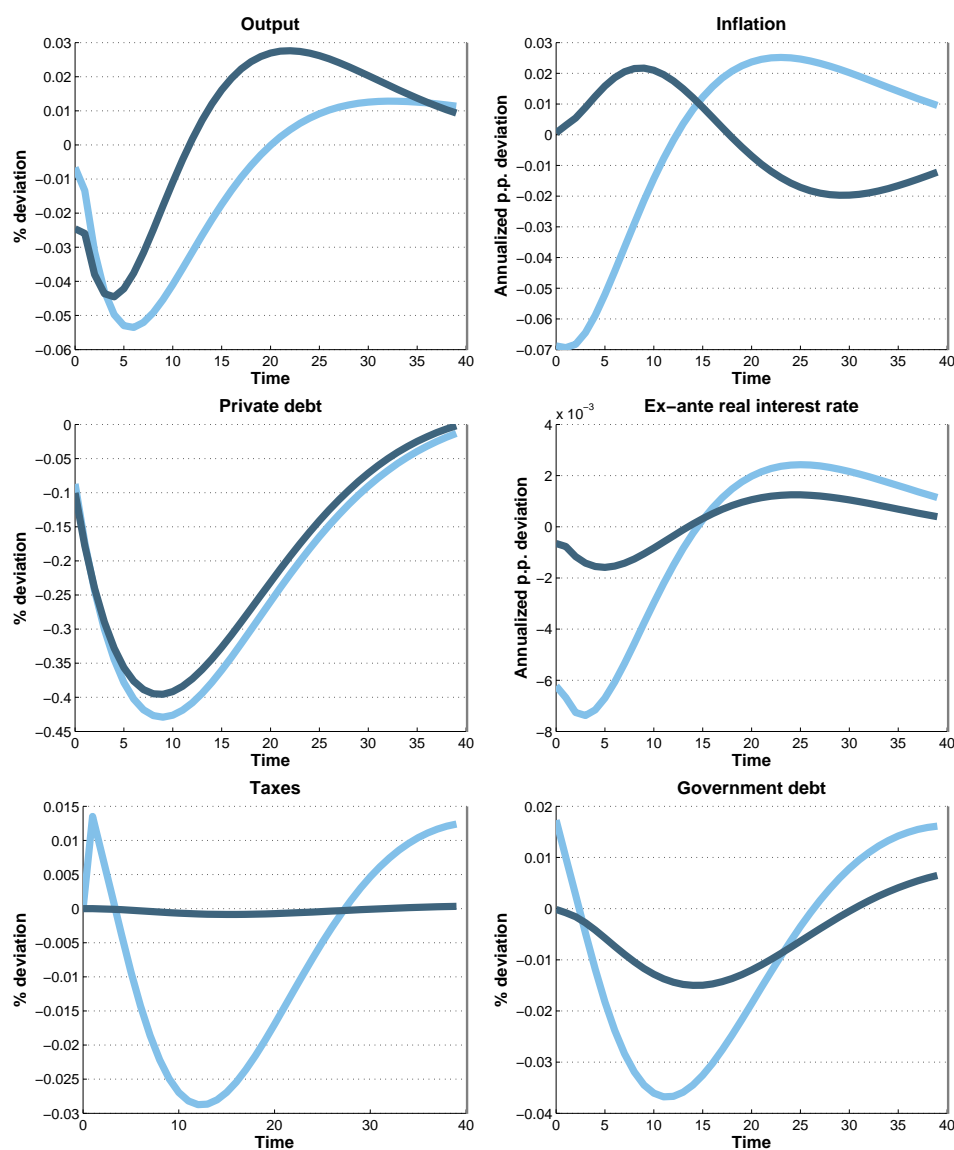 Output
% deviation
0.03
0.02
0.01
0
−0.01
−0.02
−0.03
−0.04
−0.05
−0.06
0 5 10 15 20 25 30 35 40
Time
Inflation
Annualized p.p. deviation
0.03
0.02
0.01
0
−0.01
−0.02
−0.03
−0.04
−0.05
−0.06
−0.07
0 5 10 15 20 25 30 35 40
Time
Private debt
% deviation
0
−0.05
−0.1
−0.15
−0.2
−0.25
−0.3
−0.35
−0.4
−0.45
0 5 10 15 20 25 30 35 40
Time
Ex−ante real interest rate
x 10−3
Annualized p.p. deviation
4
2
0
−2
−4
−6
−8
0 5 10 15 20 25 30 35 40
Time
Taxes
% deviation
0.015
0.01
0.005
0
−0.005
−0.01
−0.015
−0.02
−0.025
−0.03
0 5 10 15 20 25 30 35 40
Time
Government debt
% deviation
0.02
0.01
0
−0.01
−0.02
−0.03
−0.04
0 5 10 15 20 25 30 35 40
Time